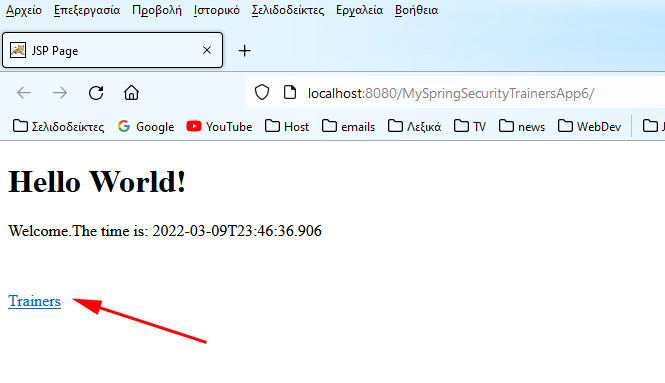 Αρχείο Επεξεργασία Προβολή Ιστορικό Σελιδοδείκτες Εργαλεία Βοήθεια
JSP Page
localhost:8080/MySpringSecurityTrainersApp6/
Σελιδοδείκτες Google YouTube Host emails Λεξικά TV news WebDev J
Hello World!
Welcome.The time is: 2022-03-09T23:46:36.906
Trainers